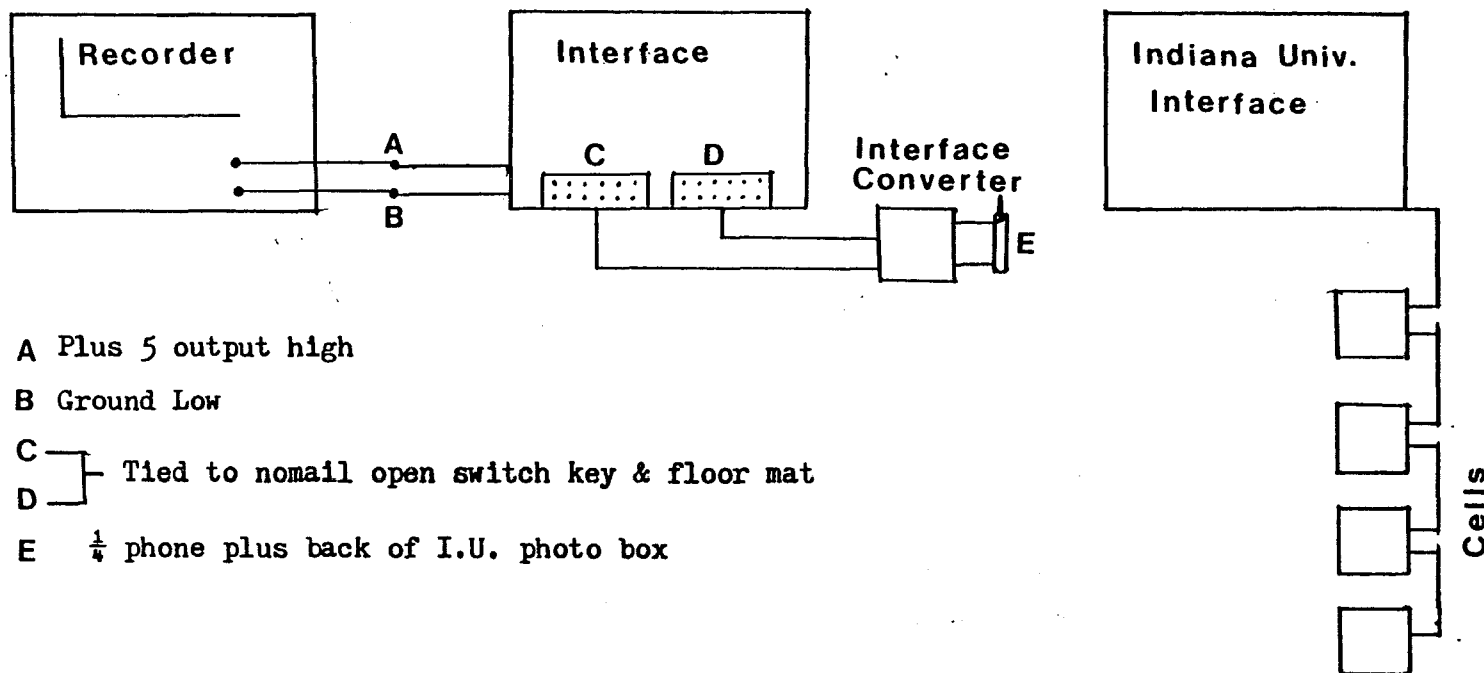 Recorder
A
B
Interface
C
D
Interface
Converter
E
Indiana Univ.
Interface
Cells
A Plus 5 output high
B Ground Low
C
D
Tied to nomail open switch key & floor mat
E ¼ phone plus back of I.U. photo box